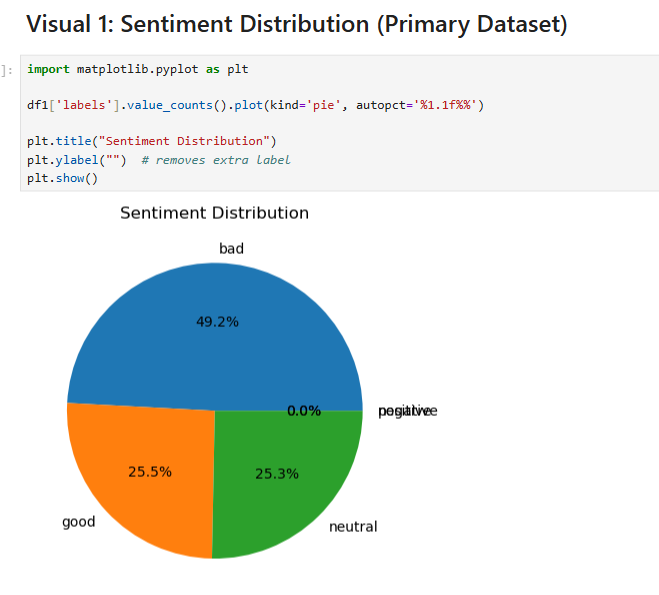 Visual 1: Sentiment Distribution (Primary Dataset)
]:
import matplotlib.pyplot as plt
df1['labels'].value_counts().plot(kind='pie', autopct='%1.1f%%')
plt.title("Sentiment Distribution")
plt.ylabel("")  # removes extra label
plt.show()
Sentiment Distribution
bad
49.2%
0.0%
positive
25.5%
25.3%
good
neutral